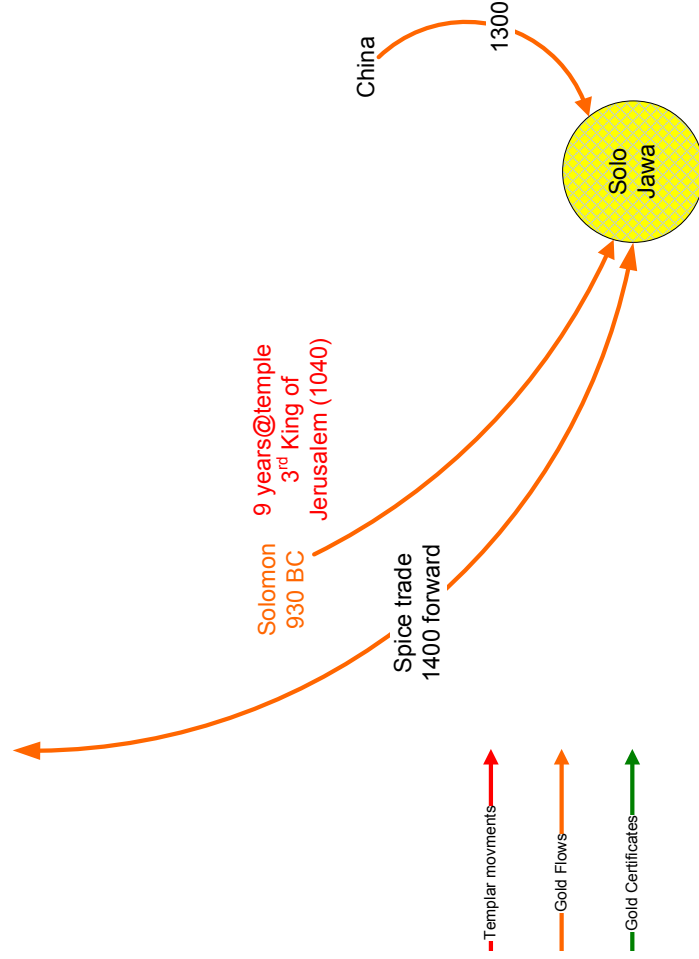 China
1300
Solo
Jawa
9 years@temple
3rd King of
Jerusalem (1040)
Solomon
930 BC
Spice trade
1400 forward
Templar movments
Gold Flows
Gold Certificates